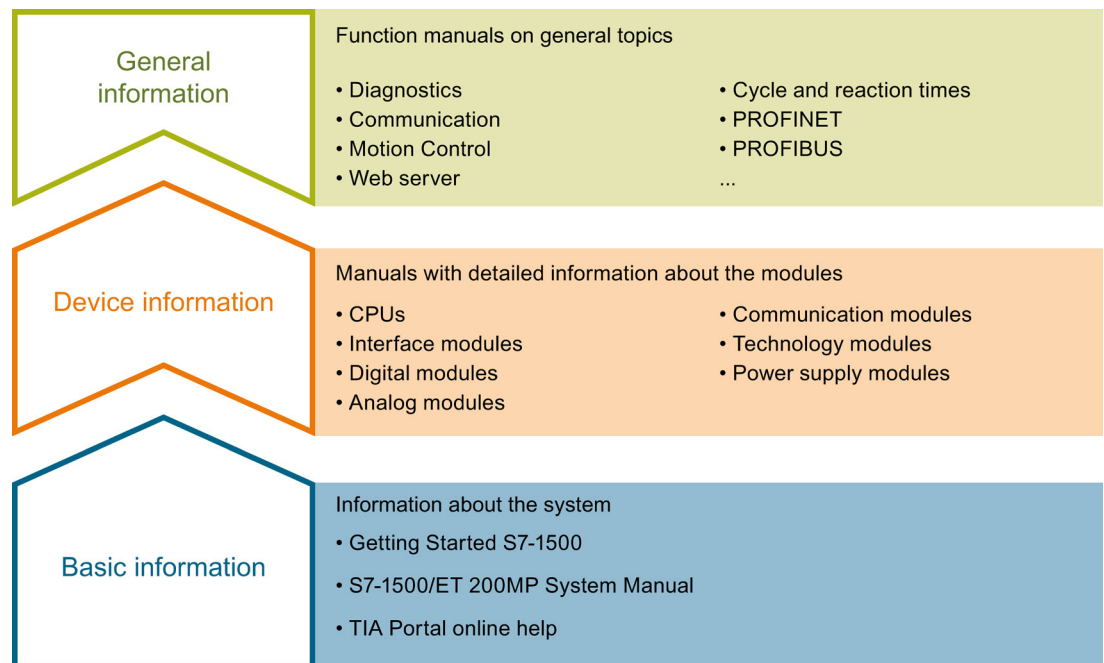 General
information
Function manuals on general topics
• Diagnostics
• Communication
• Motion Control
• Web server
• Cycle and reaction times
• PROFINET
• PROFIBUS
...
Device information
Manuals with detailed information about the modules
• CPUs
• Interface modules
• Digital modules
• Analog modules
• Communication modules
• Technology modules
• Power supply modules
Basic information
Information about the system
• Getting Started S7-1500
• S7-1500/ET 200MP System Manual
• TIA Portal online help